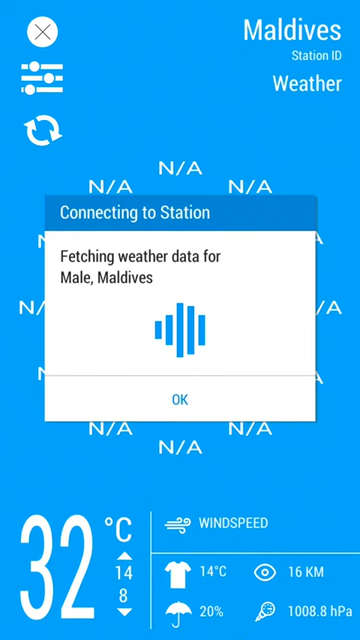 Maldives
Station ID
Weather
N/A
N/A
N/A
Connecting to Station
Fetching weather data for
Male, Maldives
OK
N/A
N/A
N/A
32 °C
14
8
WINDSPEED
14°C
16 KM
20%
1008.8 hPa